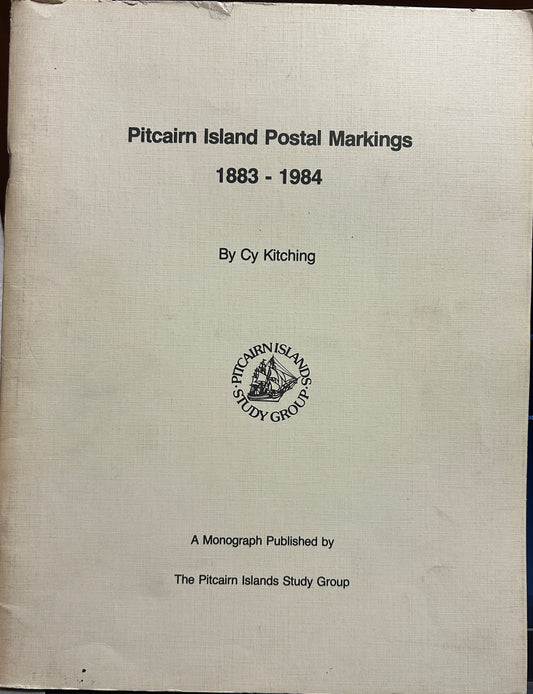 Pitcairn Island Postal Markings
1883 - 1984
By Cy Kitching
PITCAIRN ISLANDS
· STUDY GROUP ·
A Monograph Published by
The Pitcairn Islands Study Group